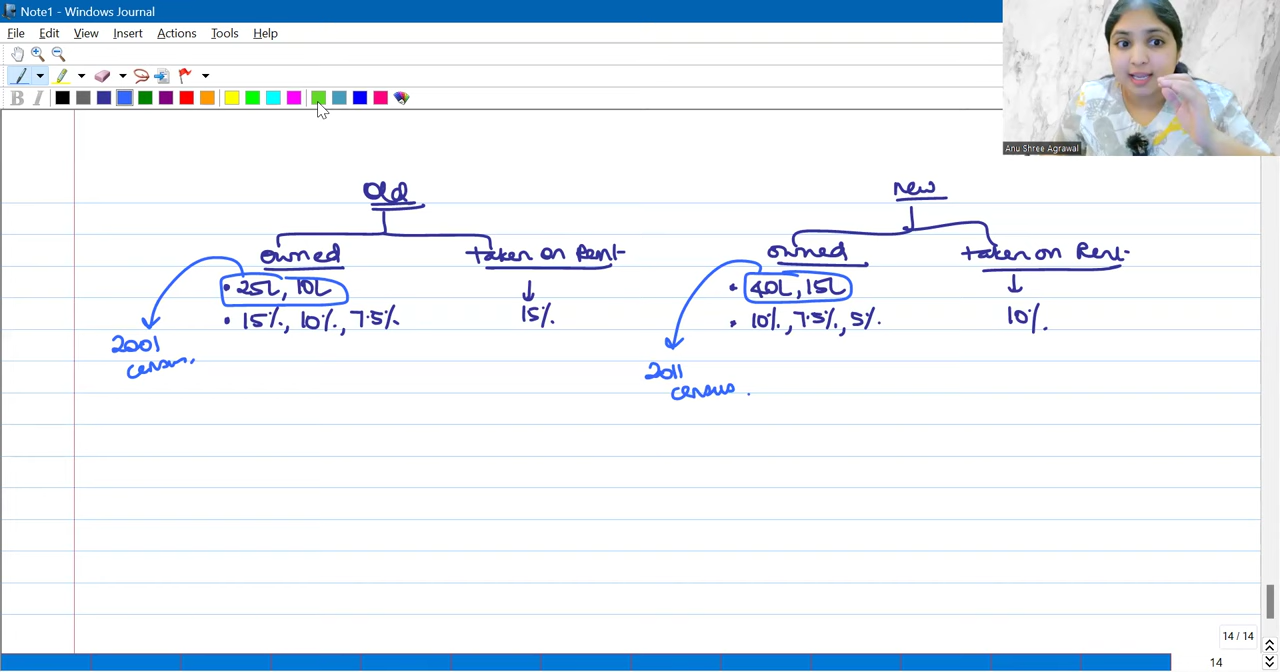 Note1 - Windows Journal
File Edit View Insert Actions Tools Help
B I
Anu Shree Agrawal
Old
owned
taken on Rent
• 25L, 10L
• 15%, 10%, 7.5%.
15%.
2001
census.
New
owned
taken on Rent
• 40L, 15L
• 10%, 7.5%, 5%.
10%.
2011
census.
14 / 14
14